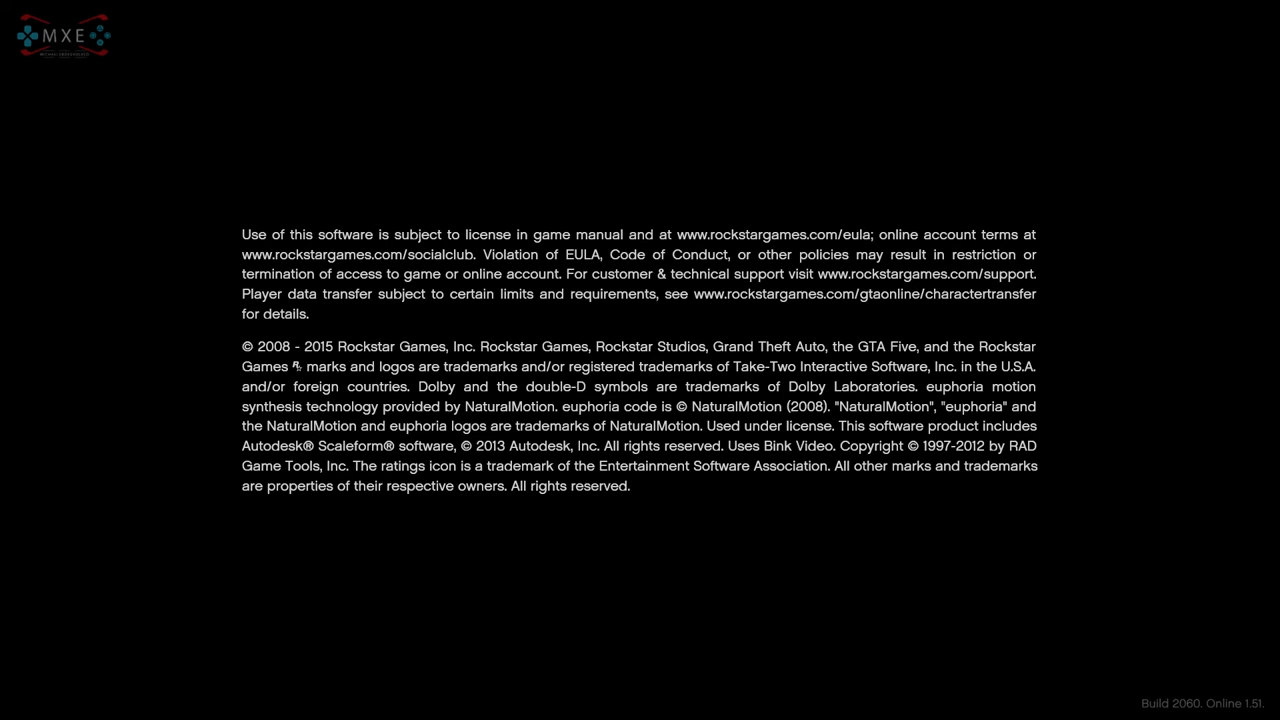 MXE
Use of this software is subject to license in game manual and at www.rockstargames.com/eula; online account terms at
www.rockstargames.com/socialclub. Violation of EULA, Code of Conduct, or other policies may result in restriction or
termination of access to game or online account. For customer & technical support visit www.rockstargames.com/support.
Player data transfer subject to certain limits and requirements, see www.rockstargames.com/gtaonline/charactertransfer
for details.
© 2008 - 2015 Rockstar Games, Inc. Rockstar Games, Rockstar Studios, Grand Theft Auto, the GTA Five, and the Rockstar
Games R* marks and logos are trademarks and/or registered trademarks of Take-Two Interactive Software, Inc. in the U.S.A.
and/or foreign countries. Dolby and the double-D symbols are trademarks of Dolby Laboratories. euphoria motion
synthesis technology provided by NaturalMotion. euphoria code is © NaturalMotion (2008). "NaturalMotion", "euphoria" and
the NaturalMotion and euphoria logos are trademarks of NaturalMotion. Used under license. This software product includes
Autodesk® Scaleform® software, © 2013 Autodesk, Inc. All rights reserved. Uses Bink Video. Copyright © 1997-2012 by RAD
Game Tools, Inc. The ratings icon is a trademark of the Entertainment Software Association. All other marks and trademarks
are properties of their respective owners. All rights reserved.
Build 2060. Online 1.51.